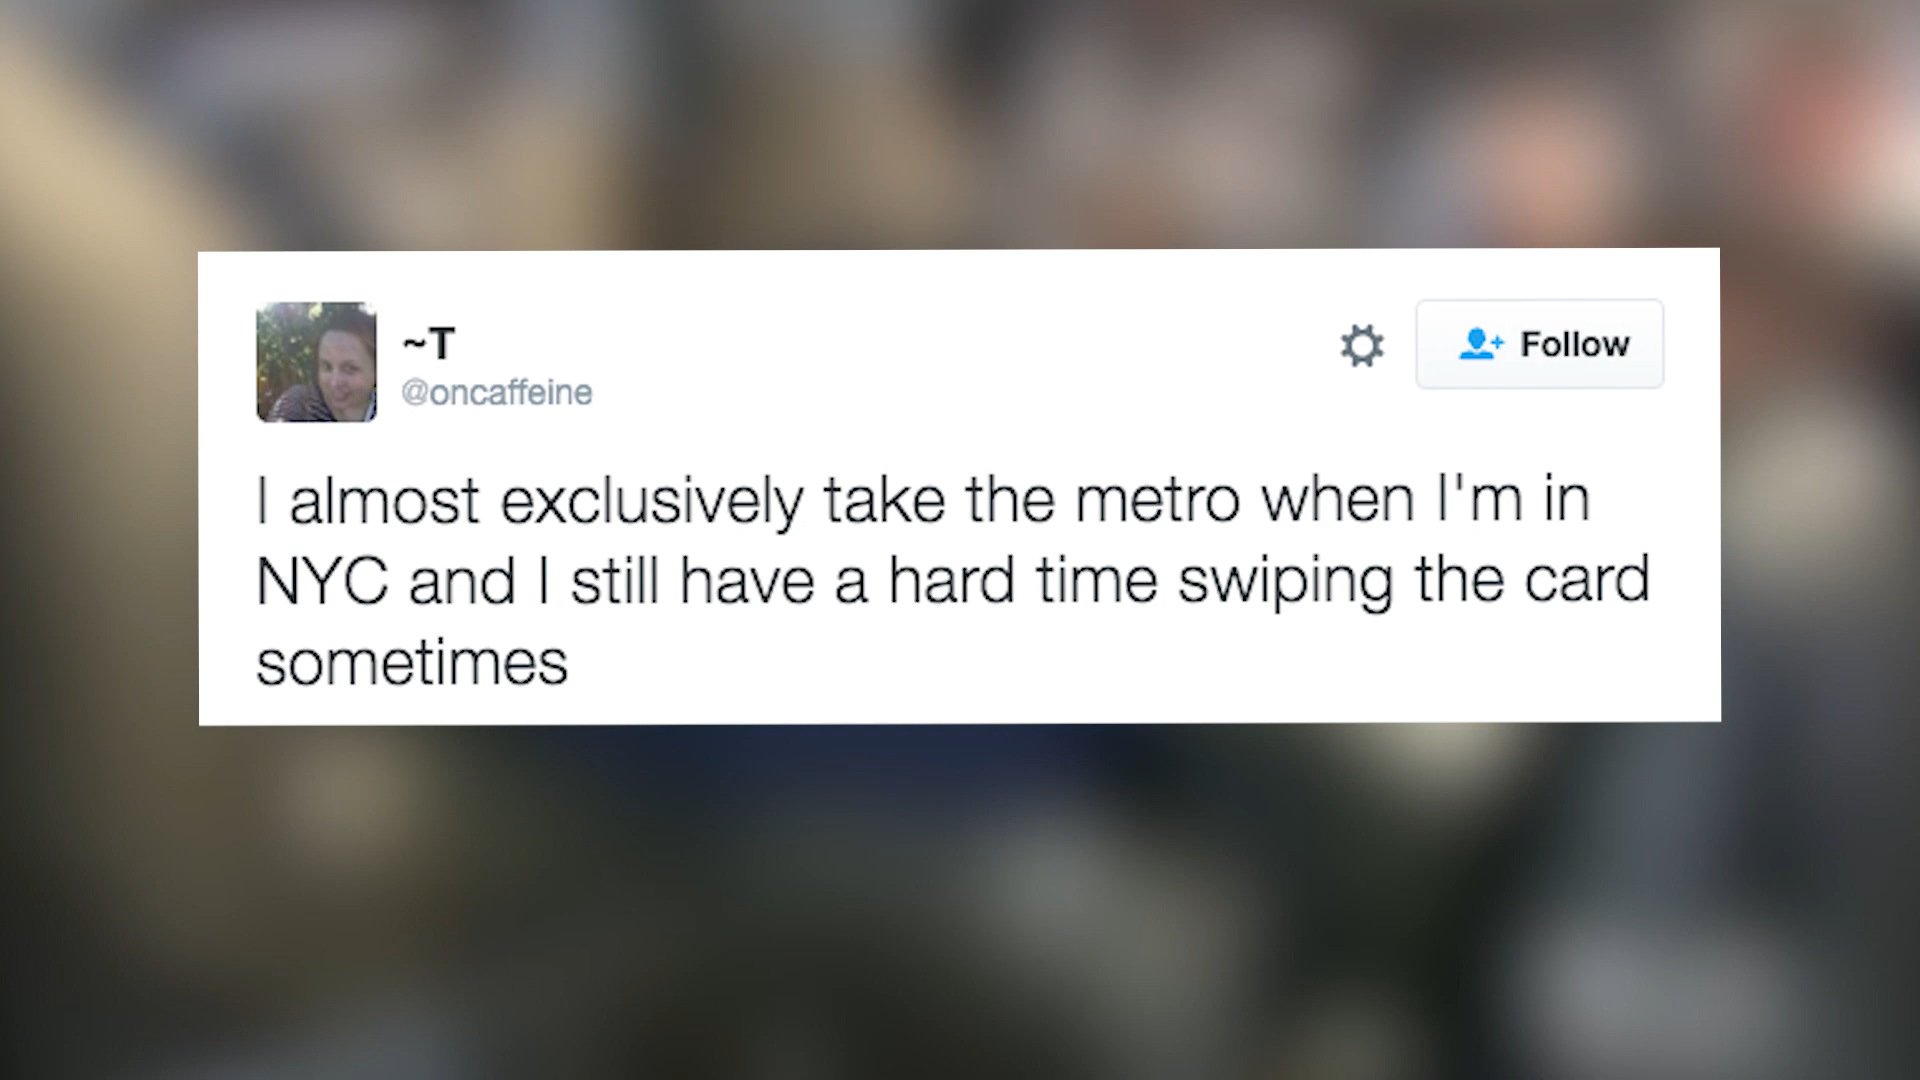 ~T
@oncaffeine
Follow
I almost exclusively take the metro when I'm in
NYC and I still have a hard time swiping the card
sometimes